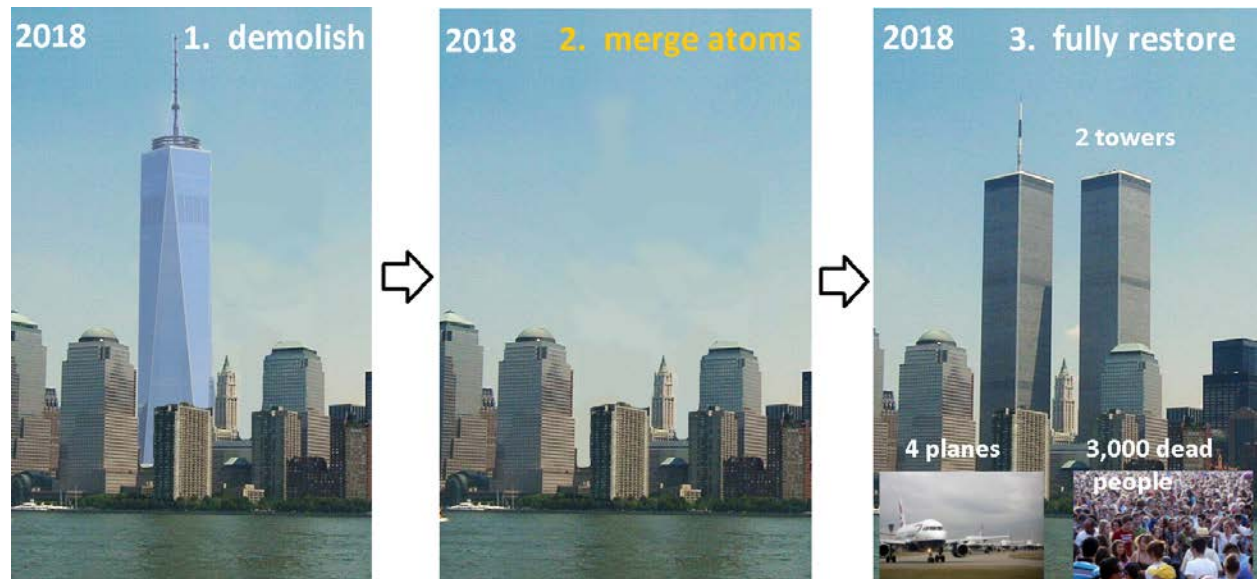 2018 1. demolish
2018 2. merge atoms
2018 3. fully restore
2 towers
4 planes
3,000 dead
people